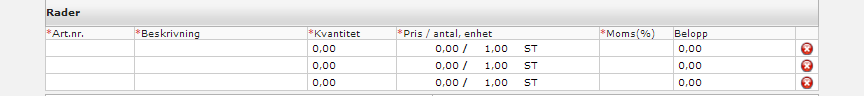 Rader
*Art.nr. *Beskrivning *Kvantitet *Pris / antal, enhet *Moms(%) Belopp
0,00 0,00 / 1,00 ST 0,00
0,00 0,00 / 1,00 ST 0,00
0,00 0,00 / 1,00 ST 0,00